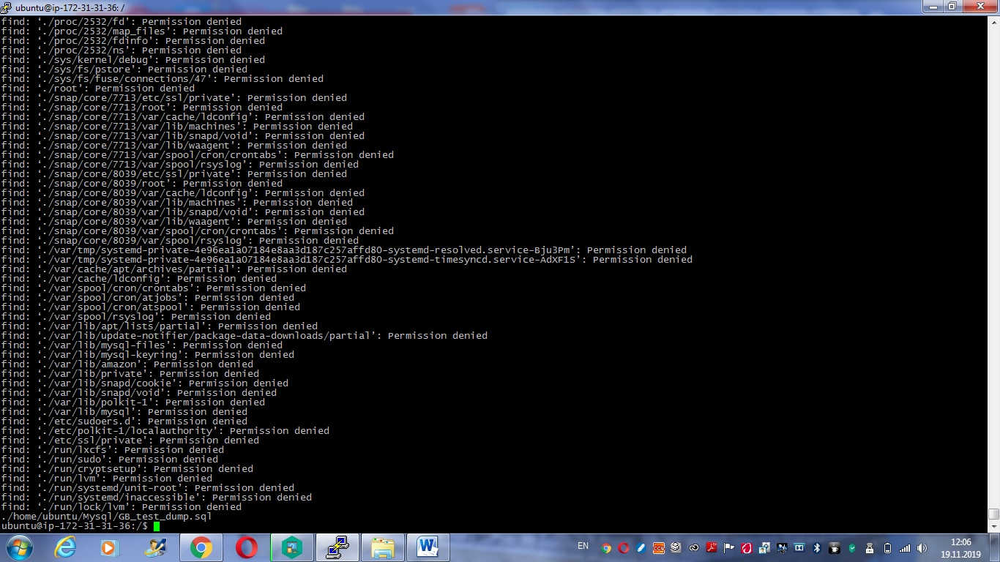 ubuntu@ip-172-31-31-36: /
find: ‘./proc/2532/fd’: Permission denied
find: ‘./proc/2532/map_files’: Permission denied
find: ‘./proc/2532/fdinfo’: Permission denied
find: ‘./proc/2532/ns’: Permission denied
find: ‘./sys/kernel/debug’: Permission denied
find: ‘./sys/fs/pstore’: Permission denied
find: ‘./sys/fs/fuse/connections/47’: Permission denied
find: ‘./root’: Permission denied
find: ‘./snap/core/7713/etc/ssl/private’: Permission denied
find: ‘./snap/core/7713/root’: Permission denied
find: ‘./snap/core/7713/var/cache/ldconfig’: Permission denied
find: ‘./snap/core/7713/var/lib/machines’: Permission denied
find: ‘./snap/core/7713/var/lib/snapd/void’: Permission denied
find: ‘./snap/core/7713/var/lib/waagent’: Permission denied
find: ‘./snap/core/7713/var/spool/cron/crontabs’: Permission denied
find: ‘./snap/core/7713/var/spool/rsyslog’: Permission denied
find: ‘./snap/core/8039/etc/ssl/private’: Permission denied
find: ‘./snap/core/8039/root’: Permission denied
find: ‘./snap/core/8039/var/cache/ldconfig’: Permission denied
find: ‘./snap/core/8039/var/lib/machines’: Permission denied
find: ‘./snap/core/8039/var/lib/snapd/void’: Permission denied
find: ‘./snap/core/8039/var/lib/waagent’: Permission denied
find: ‘./snap/core/8039/var/spool/cron/crontabs’: Permission denied
find: ‘./snap/core/8039/var/spool/rsyslog’: Permission denied
find: ‘./var/tmp/systemd-private-4e96ea1a07184e8aa3d187c257affd80-systemd-resolved.service-Bju3Pm’: Permission denied
find: ‘./var/tmp/systemd-private-4e96ea1a07184e8aa3d187c257affd80-systemd-timesyncd.service-AdXF1S’: Permission denied
find: ‘./var/cache/apt/archives/partial’: Permission denied
find: ‘./var/cache/ldconfig’: Permission denied
find: ‘./var/spool/cron/crontabs’: Permission denied
find: ‘./var/spool/cron/atjobs’: Permission denied
find: ‘./var/spool/cron/atspool’: Permission denied
find: ‘./var/spool/rsyslog’: Permission denied
find: ‘./var/lib/apt/lists/partial’: Permission denied
find: ‘./var/lib/update-notifier/package-data-downloads/partial’: Permission denied
find: ‘./var/lib/mysql-files’: Permission denied
find: ‘./var/lib/mysql-keyring’: Permission denied
find: ‘./var/lib/amazon’: Permission denied
find: ‘./var/lib/private’: Permission denied
find: ‘./var/lib/snapd/cookie’: Permission denied
find: ‘./var/lib/snapd/void’: Permission denied
find: ‘./var/lib/polkit-1’: Permission denied
find: ‘./var/lib/mysql’: Permission denied
find: ‘./etc/sudoers.d’: Permission denied
find: ‘./etc/polkit-1/localauthority’: Permission denied
find: ‘./etc/ssl/private’: Permission denied
find: ‘./run/lxcfs’: Permission denied
find: ‘./run/sudo’: Permission denied
find: ‘./run/cryptsetup’: Permission denied
find: ‘./run/lvm’: Permission denied
find: ‘./run/systemd/unit-root’: Permission denied
find: ‘./run/systemd/inaccessible’: Permission denied
find: ‘./run/lock/lvm’: Permission denied
./home/ubuntu/Mysql/GB_test_dump.sql
ubuntu@ip-172-31-31-36:/$
EN
12:06
19.11.2019